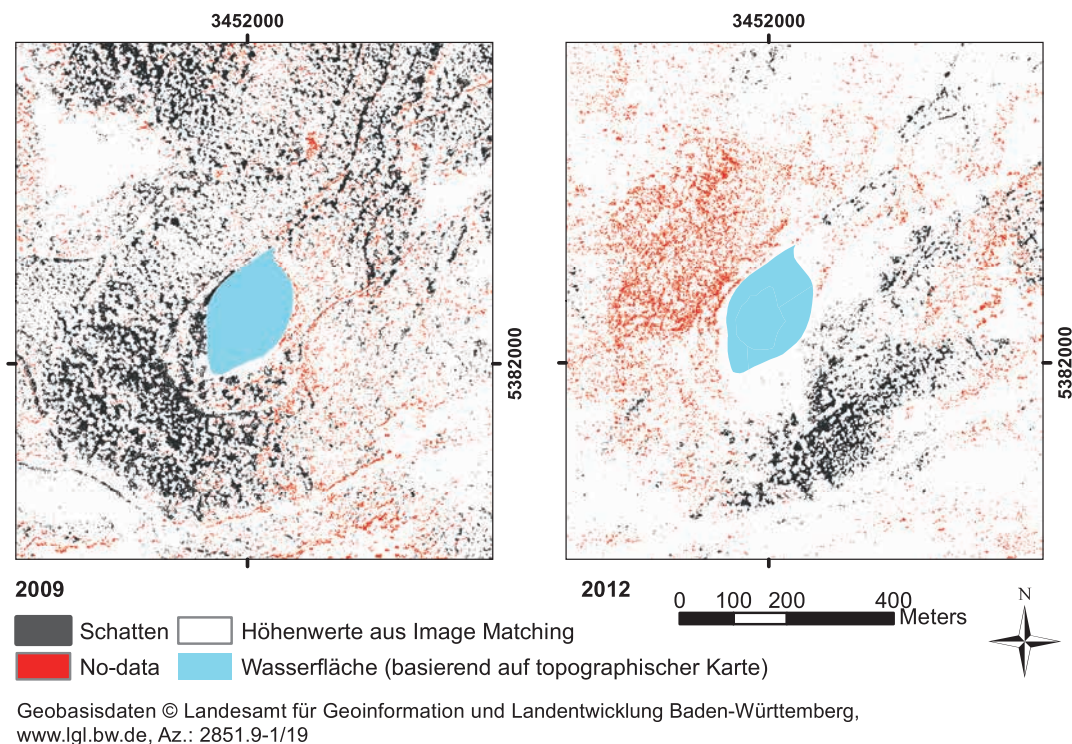 3452000
3452000
5382000
5382000
2009
2012
0 100 200 400
Meters
N
Schatten
Höhenwerte aus Image Matching
No-data
Wasserfläche (basierend auf topographischer Karte)
Geobasisdaten © Landesamt für Geoinformation und Landentwicklung Baden-Württemberg,
www.lgl.bw.de, Az.: 2851.9-1/19